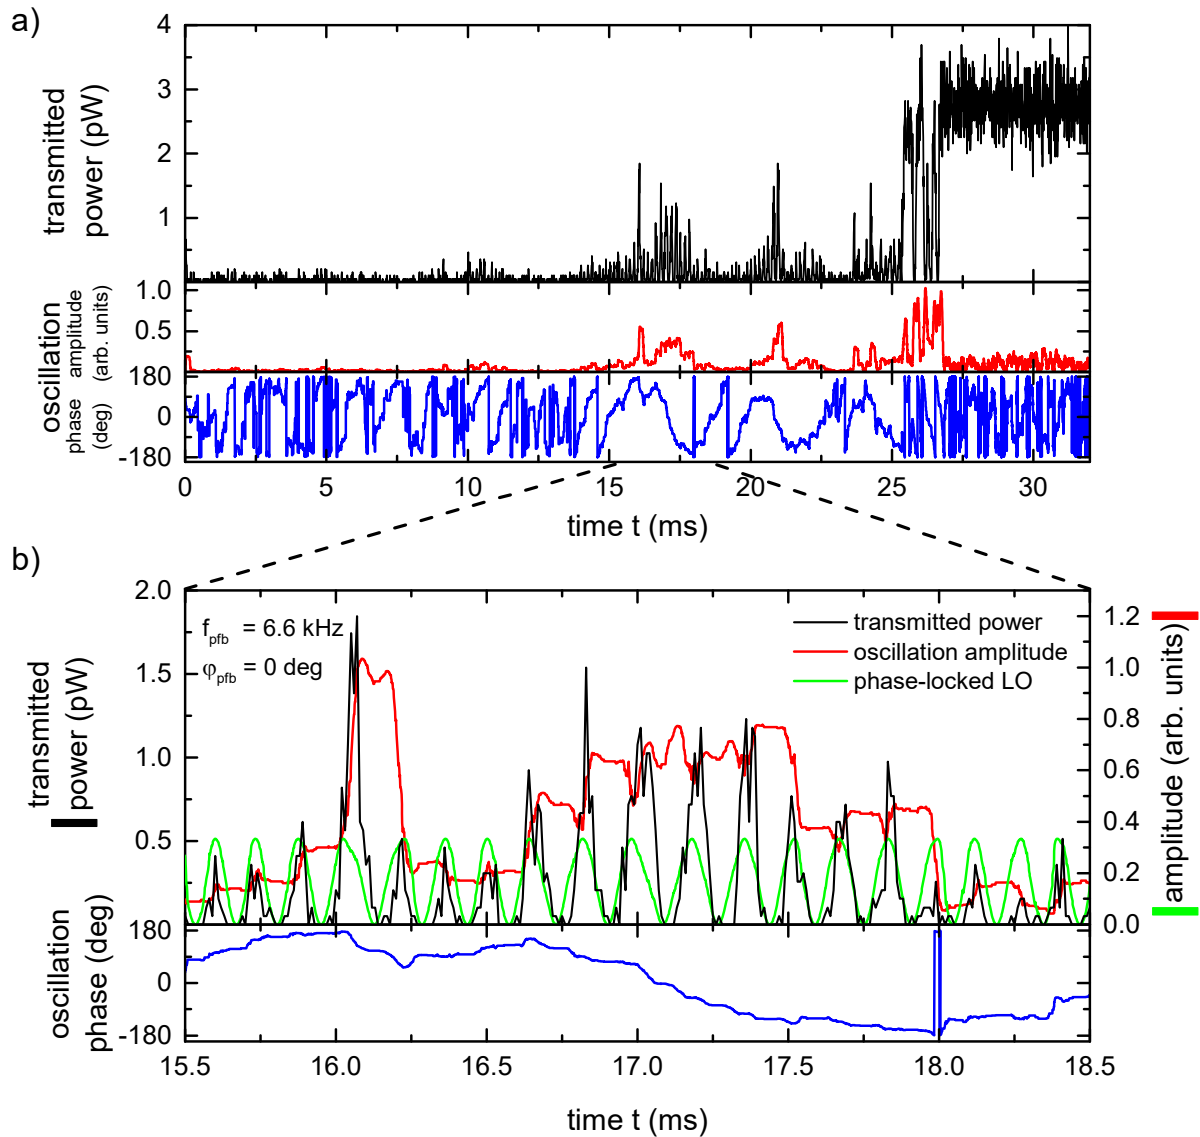 a)
transmitted
power (pW)
4
3
2
1
0
oscillation
amplitude
(arb. units)
1.0
0.5
phase
(deg)
180
0
-180
0 5 10 15 20 25 30
time t (ms)
b)
transmitted
power (pW)
2.0
1.5
1.0
0.5
f_pfb = 6.6 kHz
φ_pfb = 0 deg
transmitted power
oscillation amplitude
phase-locked LO
1.2
1.0
0.8
0.6
0.4
0.2
0.0
amplitude (arb. units)
oscillation
phase (deg)
180
0
-180
15.5 16.0 16.5 17.0 17.5 18.0 18.5
time t (ms)